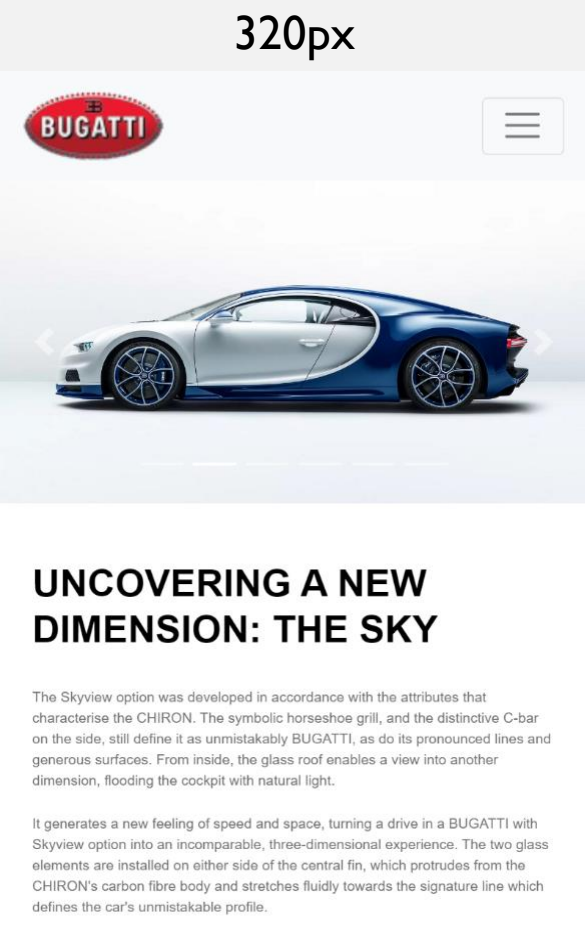 320px
EB
BUGATTI
UNCOVERING A NEW
DIMENSION: THE SKY
The Skyview option was developed in accordance with the attributes that
characterise the CHIRON. The symbolic horseshoe grill, and the distinctive C-bar
on the side, still define it as unmistakably BUGATTI, as do its pronounced lines and
generous surfaces. From inside, the glass roof enables a view into another
dimension, flooding the cockpit with natural light.
It generates a new feeling of speed and space, turning a drive in a BUGATTI with
Skyview option into an incomparable, three-dimensional experience. The two glass
elements are installed on either side of the central fin, which protrudes from the
CHIRON's carbon fibre body and stretches fluidly towards the signature line which
defines the car's unmistakable profile.